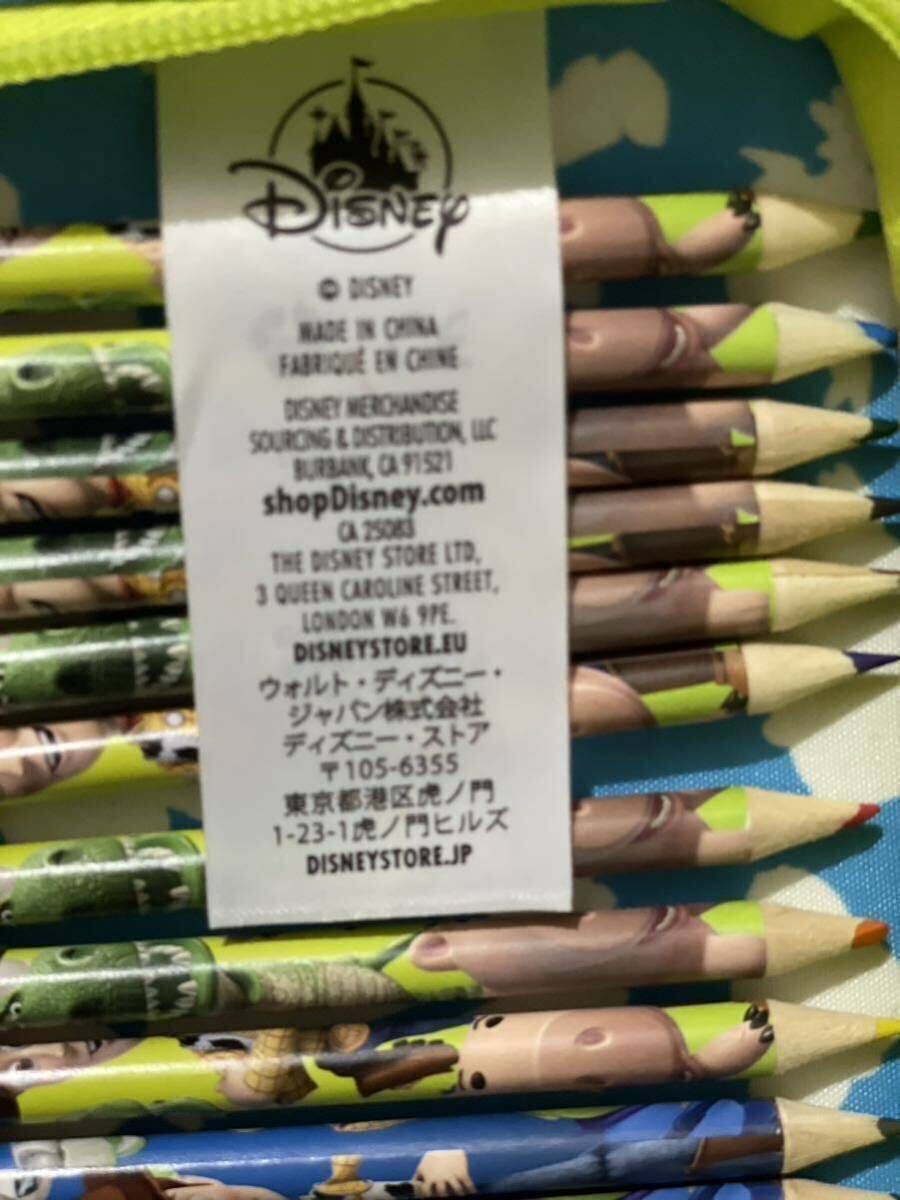 Disney
© DISNEY
MADE IN CHINA
FABRIQUÉ EN CHINE
DISNEY MERCHANDISE
SOURCING & DISTRIBUTION, LLC
BURBANK, CA 91521
shopDisney.com
CA 25083
THE DISNEY STORE LTD,
3 QUEEN CAROLINE STREET,
LONDON W6 9PE.
DISNEYSTORE.EU
ウォルト・ディズニー・
ジャパン株式会社
ディズニー・ストア
〒105-6355
東京都港区虎ノ門
1-23-1虎ノ門ヒルズ
DISNEYSTORE.JP